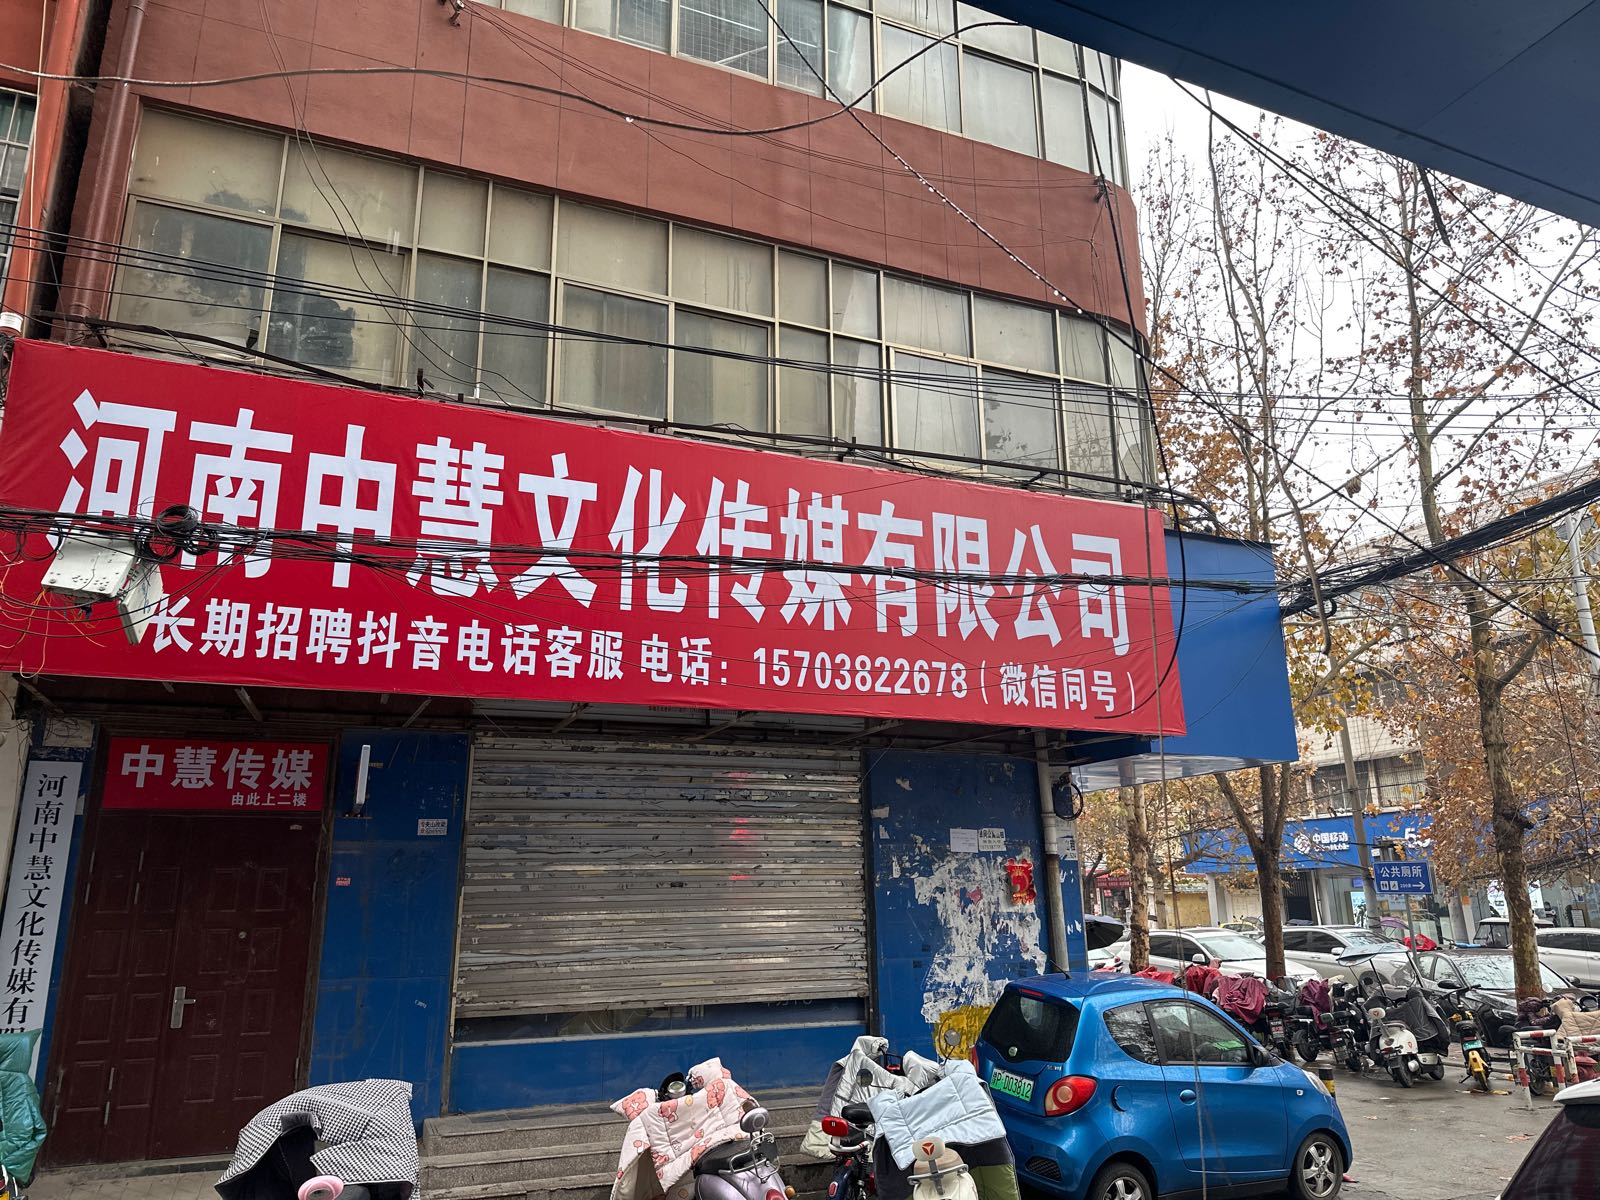 河南中慧文化传媒有限公司
长期招聘抖音电话客服 电话：15703822678（微信同号）
中慧传媒
由此上二楼
河南中慧文化传媒有限
中国移动
5G
公共厕所